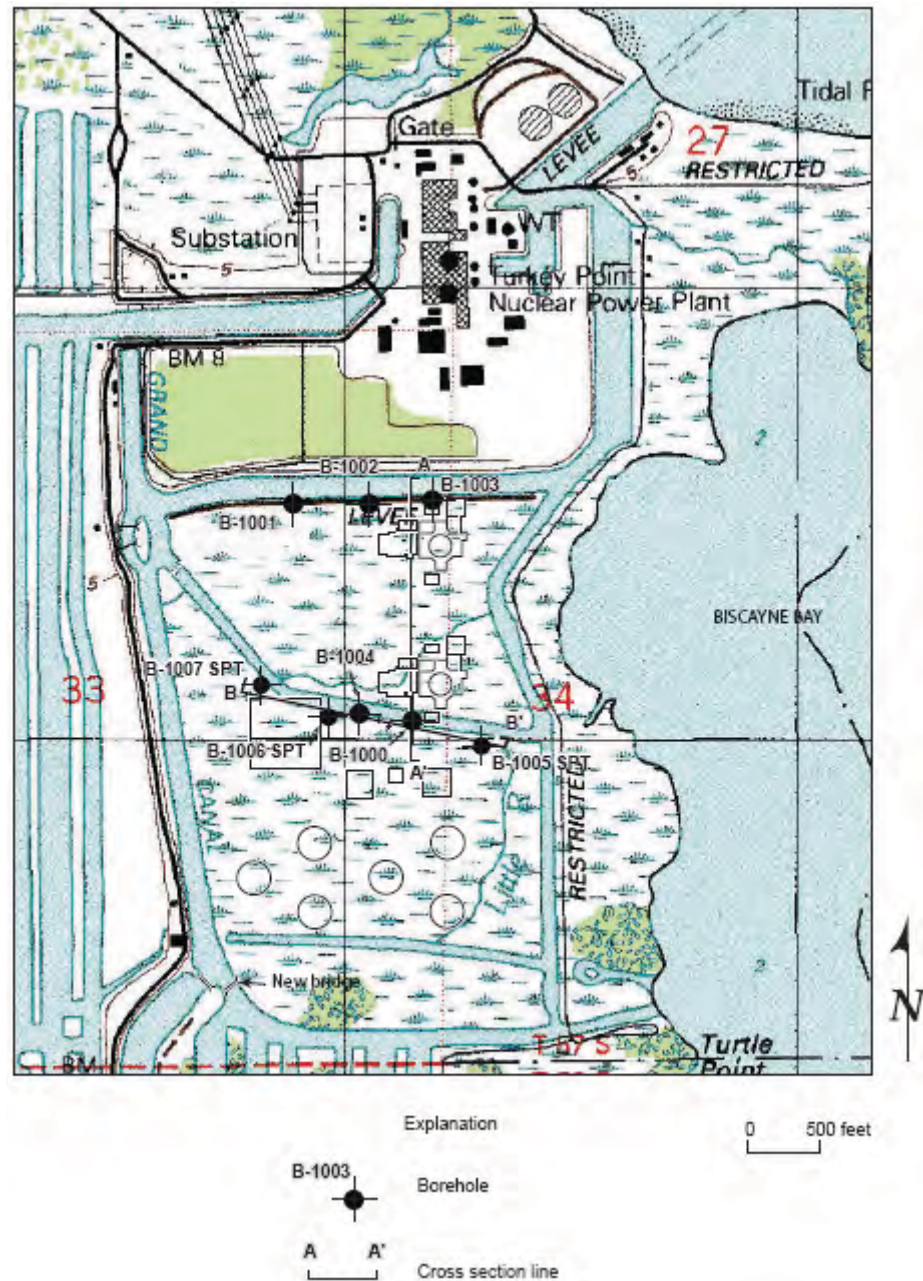 Tidal F
Gate
27
LEVEE
RESTRICTED
WT
Substation
5
5
Turkey Point
Nuclear Power Plant
BM 8
GRAND
2
B-1002
A
B-1003
B-1001
LEVEE
5
BISCAYNE BAY
B-1004
B-1007 SPT
33
B
34
B'
B-1006 SPT
B-1000
B-1005 SPT
A'
CANAL
RESTRICTED
Little
R
2
New bridge
N
T 57 S
Turtle
Point
BM
Explanation
0 500 feet
B-1003
Borehole
A A'
Cross section line